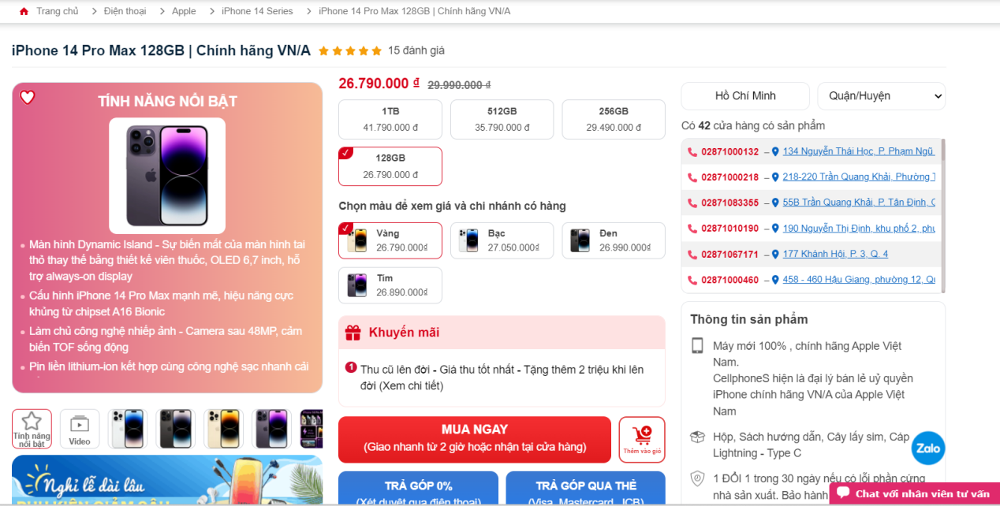 Trang chủ
Điện thoại
Apple
iPhone 14 Series
iPhone 14 Pro Max 128GB | Chính hãng VN/A
iPhone 14 Pro Max 128GB | Chính hãng VN/A
15 đánh giá
TÍNH NĂNG NỔI BẬT
Màn hình Dynamic Island - Sự biến mất của màn hình tai
thỏ thay thế bằng thiết kế viên thuốc, OLED 6,7 inch, hỗ
trợ always-on display
Cấu hình iPhone 14 Pro Max mạnh mẽ, hiệu năng cực
khủng từ chipset A16 Bionic
Làm chủ công nghệ nhiếp ảnh - Camera sau 48MP, cảm
biến TOF sống động
Pin liền lithium-ion kết hợp cùng công nghệ sạc nhanh cải
Tính năng
nổi bật
Video
Nghỉ lễ dài lâu
PHỤ KIỆN GIẢM SÂU
26.790.000 ₫ 29.990.000 ₫
1TB
41.790.000 đ
512GB
35.790.000 đ
256GB
29.490.000 đ
128GB
26.790.000 đ
Chọn màu để xem giá và chi nhánh có hàng
Vàng
26.790.000₫
Bạc
27.050.000₫
Đen
26.990.000₫
Tím
26.890.000₫
Khuyến mãi
1 Thu cũ lên đời - Giá thu tốt nhất - Tặng thêm 2 triệu khi lên
đời (Xem chi tiết)
MUA NGAY
(Giao nhanh từ 2 giờ hoặc nhận tại cửa hàng)
Thêm vào giỏ
TRẢ GÓP 0%
(Xét duyệt qua điện thoại)
TRẢ GÓP QUA THẺ
(Visa, Mastercard, JCB)
Hồ Chí Minh
Quận/Huyện
Có 42 cửa hàng có sản phẩm
02871000132 – 134 Nguyễn Thái Học, P. Phạm Ngũ
02871000218 – 218-220 Trần Quang Khải, Phường
02871083355 – 55B Trần Quang Khải, P. Tân Định,
02871010190 – 190 Nguyễn Thị Định, khu phố 2,
02871067171 – 177 Khánh Hội, P. 3, Q. 4
02871000460 – 458 - 460 Hậu Giang, phường 12,
Thông tin sản phẩm
Máy mới 100% , chính hãng Apple Việt
Nam.
CellphoneS hiện là đại lý bán lẻ uỷ quyền
iPhone chính hãng VN/A của Apple Việt
Nam
Hộp, Sách hướng dẫn, Cây lấy sim, Cáp
Lightning - Type C
1 ĐỔI 1 trong 30 ngày nếu có lỗi phần cứng
nhà sản xuất. Bảo hành
Zalo
Chat với nhân viên tư vấn